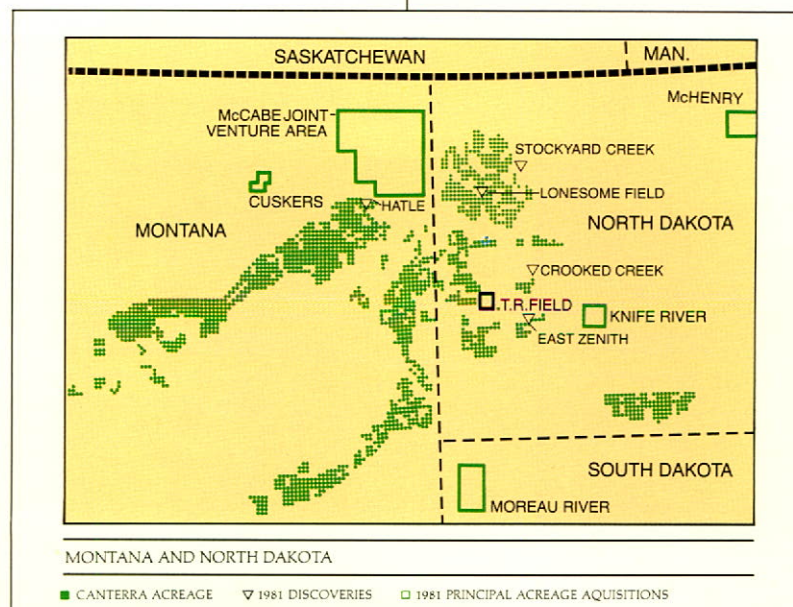 SASKATCHEWAN
MAN.
McCABE JOINT
VENTURE AREA
McHENRY
STOCKYARD CREEK
CUSKERS
LONESOME FIELD
HATLE
MONTANA
NORTH DAKOTA
CROOKED CREEK
T.R.FIELD
KNIFE RIVER
EAST ZENITH
SOUTH DAKOTA
MOREAU RIVER
MONTANA AND NORTH DAKOTA
CANTERRA ACREAGE
1981 DISCOVERIES
1981 PRINCIPAL ACREAGE AQUISITIONS